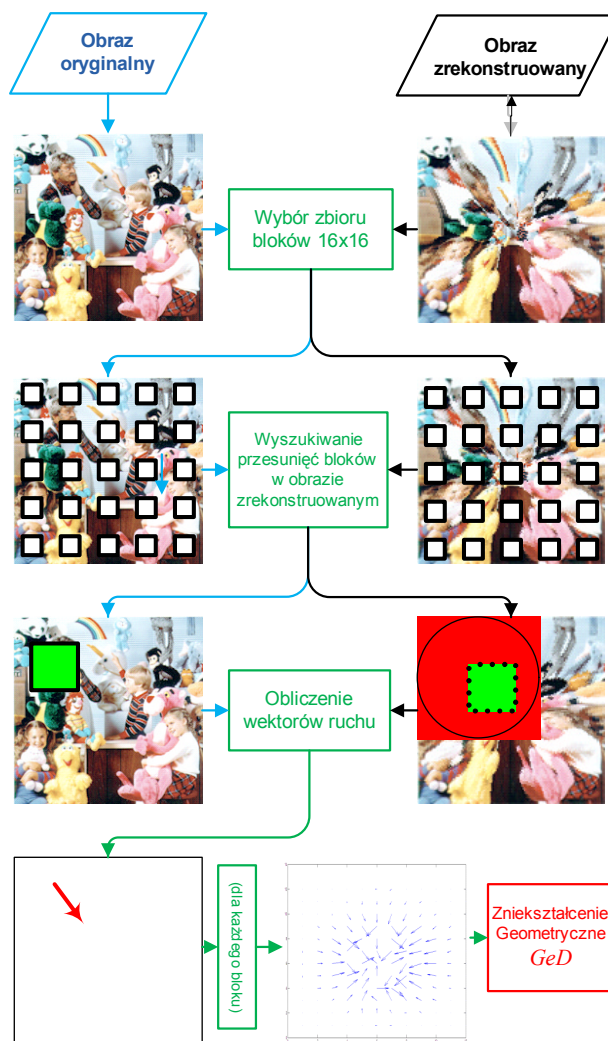 Obraz
oryginalny
Obraz
zrekonstruowany
Wybór zbioru
bloków 16x16
Wyszukiwanie
przesunięć bloków
w obrazie
zrekonstruowanym
Obliczenie
wektorów ruchu
(dla każdego
bloku)
Zniekształcenie
Geometryczne
GeD